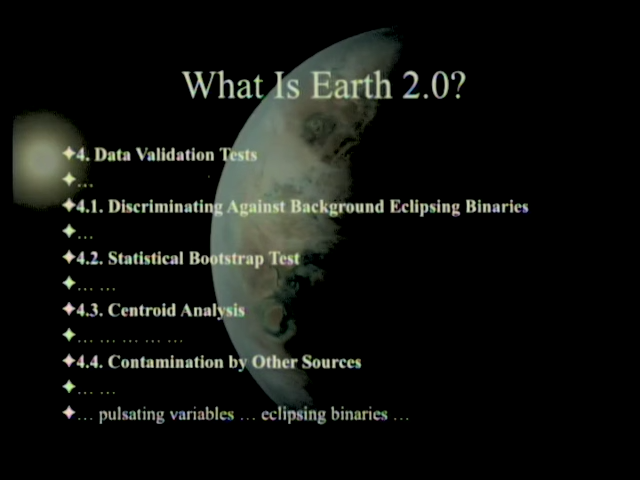 What Is Earth 2.0?
✦4. Data Validation Tests
✦…
✦4.1. Discriminating Against Background Eclipsing Binaries
✦…
✦4.2. Statistical Bootstrap Test
✦… …
✦4.3. Centroid Analysis
✦… … … … …
✦4.4. Contamination by Other Sources
✦… …
✦… pulsating variables … eclipsing binaries …